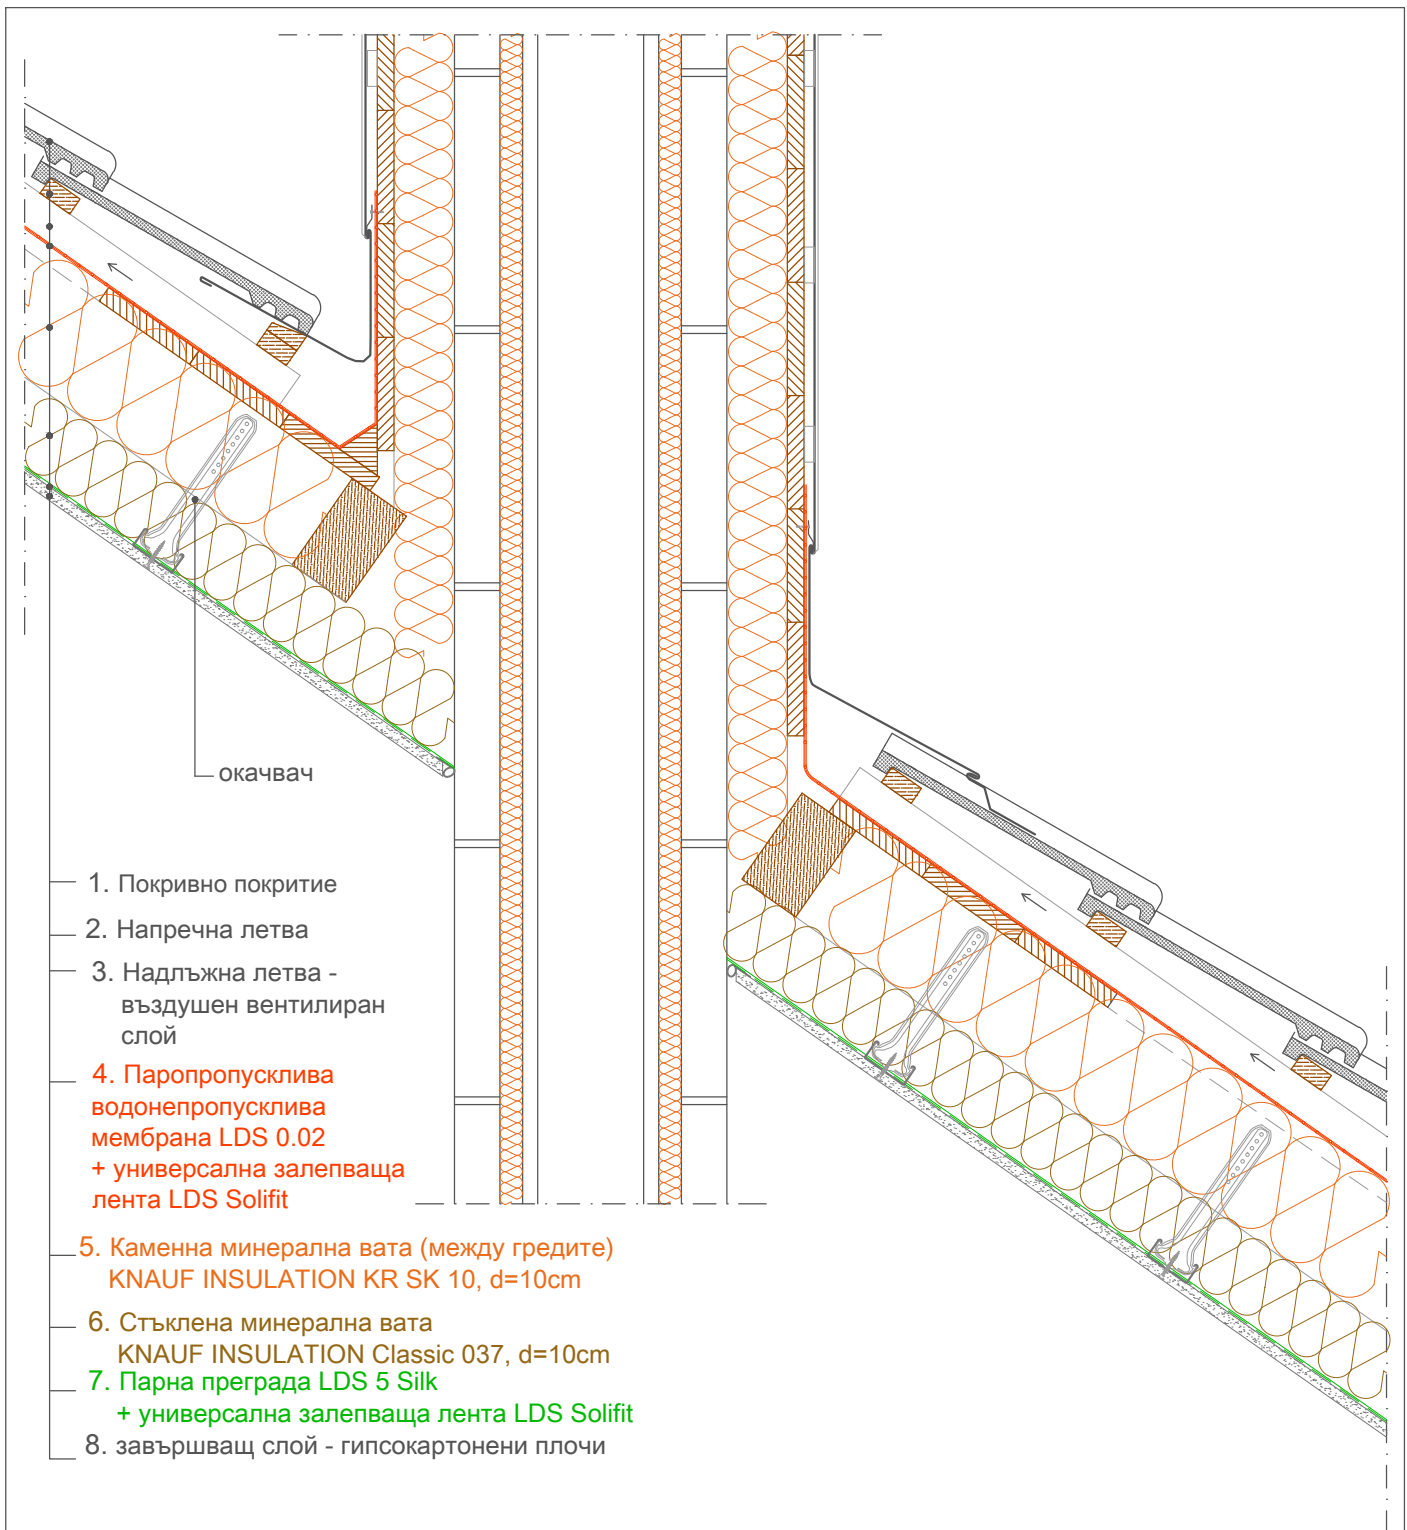 окачвач
1. Покривно покритие
2. Напречна летва
3. Надлъжна летва -
въздушен вентилиран
слой
4. Паропропусклива
водонепропусклива
мембрана LDS 0.02
+ универсална залепваща
лента LDS Solifit
5. Каменна минерална вата (между гредите)
KNAUF INSULATION KR SK 10, d=10cm
6. Стъклена минерална вата
KNAUF INSULATION Classic 037, d=10cm
7. Парна преграда LDS 5 Silk
+ универсална залепваща лента LDS Solifit
8. завършващ слой - гипсокартонени плочи